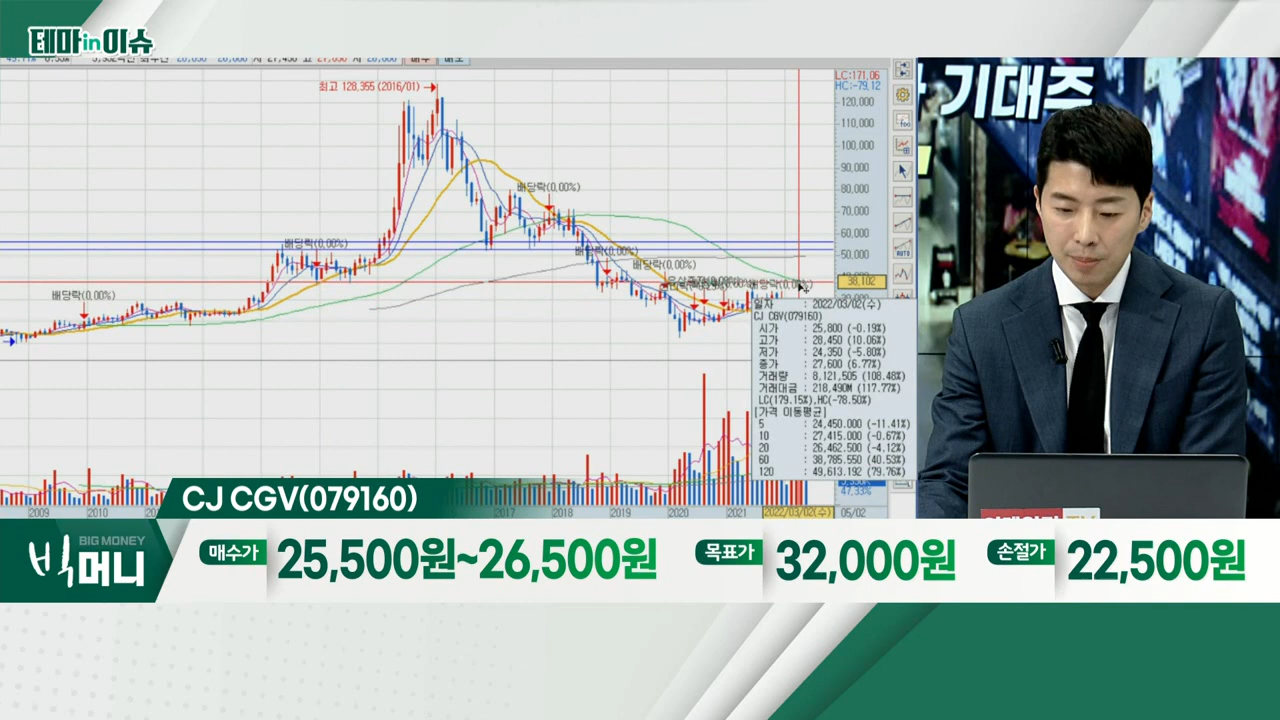 테마in이슈
기대주
최고 128,355 (2016/01)
LC:171.06
HC:-79.12
120,000
110,000
100,000
90,000
80,000
70,000
60,000
50,000
38,102
배당락(0.00%)
배당락(0.00%)
배당락(0.00%)
배당락(0.00%)
배당락(0.00%)
일자 : 2022/03/02(수)
CJ CGV(079160)
시가 : 25,800 (-0.19%)
고가 : 28,450 (10.06%)
저가 : 24,350 (-5.80%)
종가 : 27,600 (6.77%)
거래량 : 8,121,505 (108.48%)
거래대금 : 218,490M (117.77%)
LC(179.15%),HC(-78.50%)
[가격 이동평균]
5 : 24,450.000 (-11.41%)
10 : 27,415.000 (-0.67%)
20 : 26,462.500 (-4.12%)
60 : 38,785.550 (40.53%)
120 : 49,613.192 (79.76%)
47.33%
2009 2010 2017 2018 2019 2020 2021 2022/03/02(수) 05/02
CJ CGV(079160)
BIG MONEY
빅머니
매수가 25,500원~26,500원 목표가 32,000원 손절가 22,500원